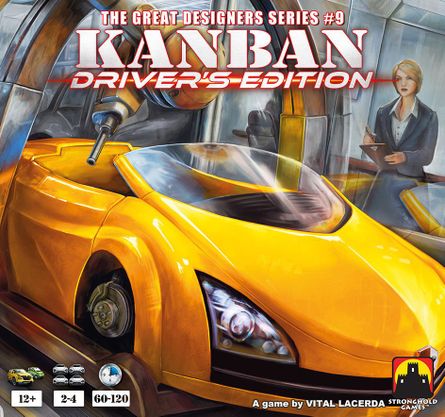 THE GREAT DESIGNERS SERIES #9
KANBAN
DRIVER'S EDITION
12+
2-4
60-120
A game by VITAL LACERDA
STRONGHOLD
GAMES